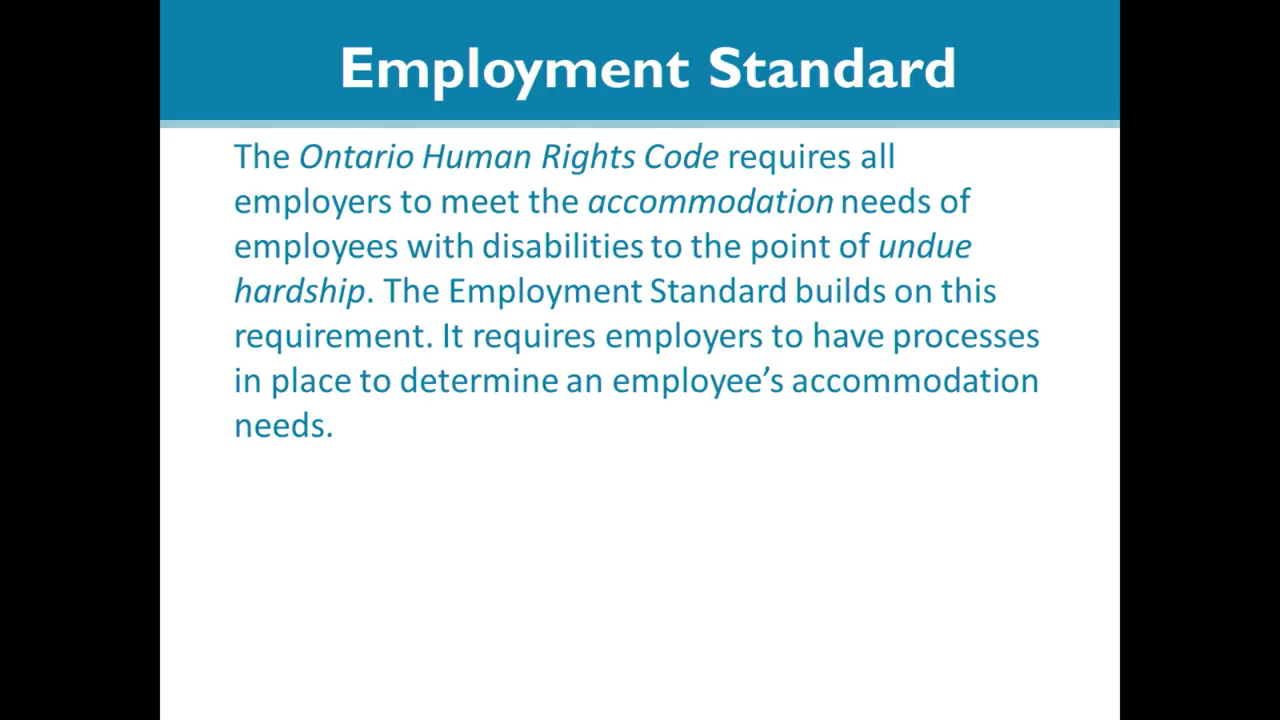 Employment Standard
The Ontario Human Rights Code requires all
employers to meet the accommodation needs of
employees with disabilities to the point of undue
hardship. The Employment Standard builds on this
requirement. It requires employers to have processes
in place to determine an employee’s accommodation
needs.